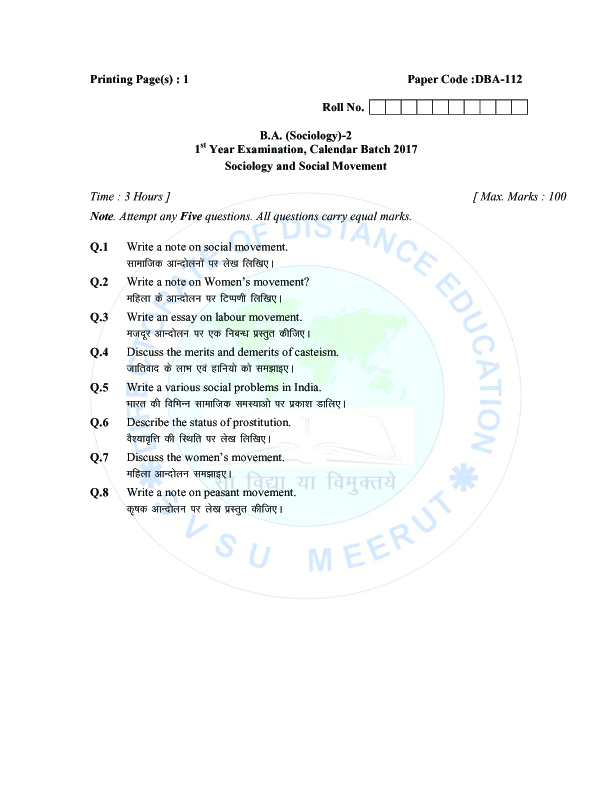 Printing Page(s) : 1 Paper Code :DBA-112
Roll No.
B.A. (Sociology)-2
1st Year Examination, Calendar Batch 2017
Sociology and Social Movement
Time : 3 Hours ] [ Max. Marks : 100
Note. Attempt any Five questions. All questions carry equal marks.
Q.1 Write a note on social movement.
सामाजिक आन्दोलनों पर लेख लिखिए।
Q.2 Write a note on Women's movement?
महिला के आन्दोलन पर टिप्पणी लिखिए।
Q.3 Write an essay on labour movement.
मजदूर आन्दोलन पर एक निबन्ध प्रस्तुत कीजिए।
Q.4 Discuss the merits and demerits of casteism.
जातिवाद के लाभ एवं हानियो को समझाइए।
Q.5 Write a various social problems in India.
भारत की विभिन्न सामाजिक समस्याओ पर प्रकाश डालिए।
Q.6 Describe the status of prostitution.
वैश्यावृत्ति की स्थिति पर लेख लिखिए।
Q.7 Discuss the women's movement.
महिला आन्दोलन समझाइए।
Q.8 Write a note on peasant movement.
कृषक आन्दोलन पर लेख प्रस्तुत कीजिए।
DIRECTORATE OF DISTANCE EDUCATION
सा विद्या या विमुक्तये
SVSU MEERUT